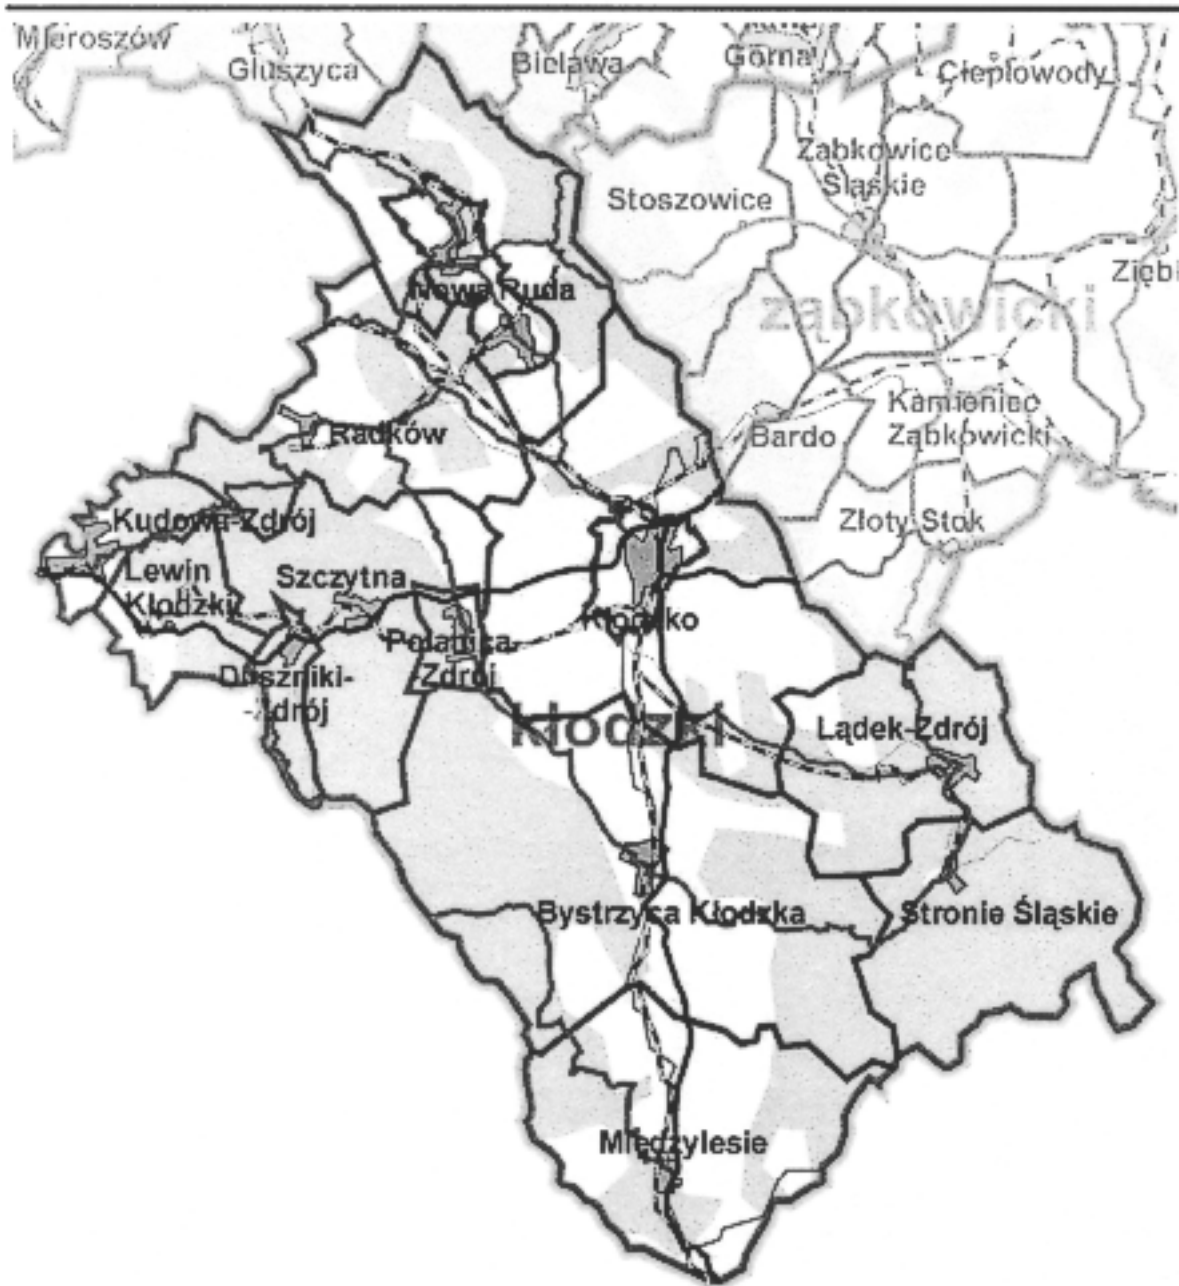 Mieroszów
Głuszyca
Bielawa
Górna
Ciepłowody
Ząbkowice
Śląskie
Stoszowice
Ziębi
Nowa Ruda
ząbkowicki
Kamieniec
Ząbkowicki
Bardo
Radków
Złoty Stok
Kudowa-Zdrój
Lewin
Kłodzki
Szczytna
Kłodzko
Polanica-
-Zdrój
Duszniki-
-drój
kłodzki
Lądek-Zdrój
Bystrzyca Kłodzka
Stronie Śląskie
Międzylesie